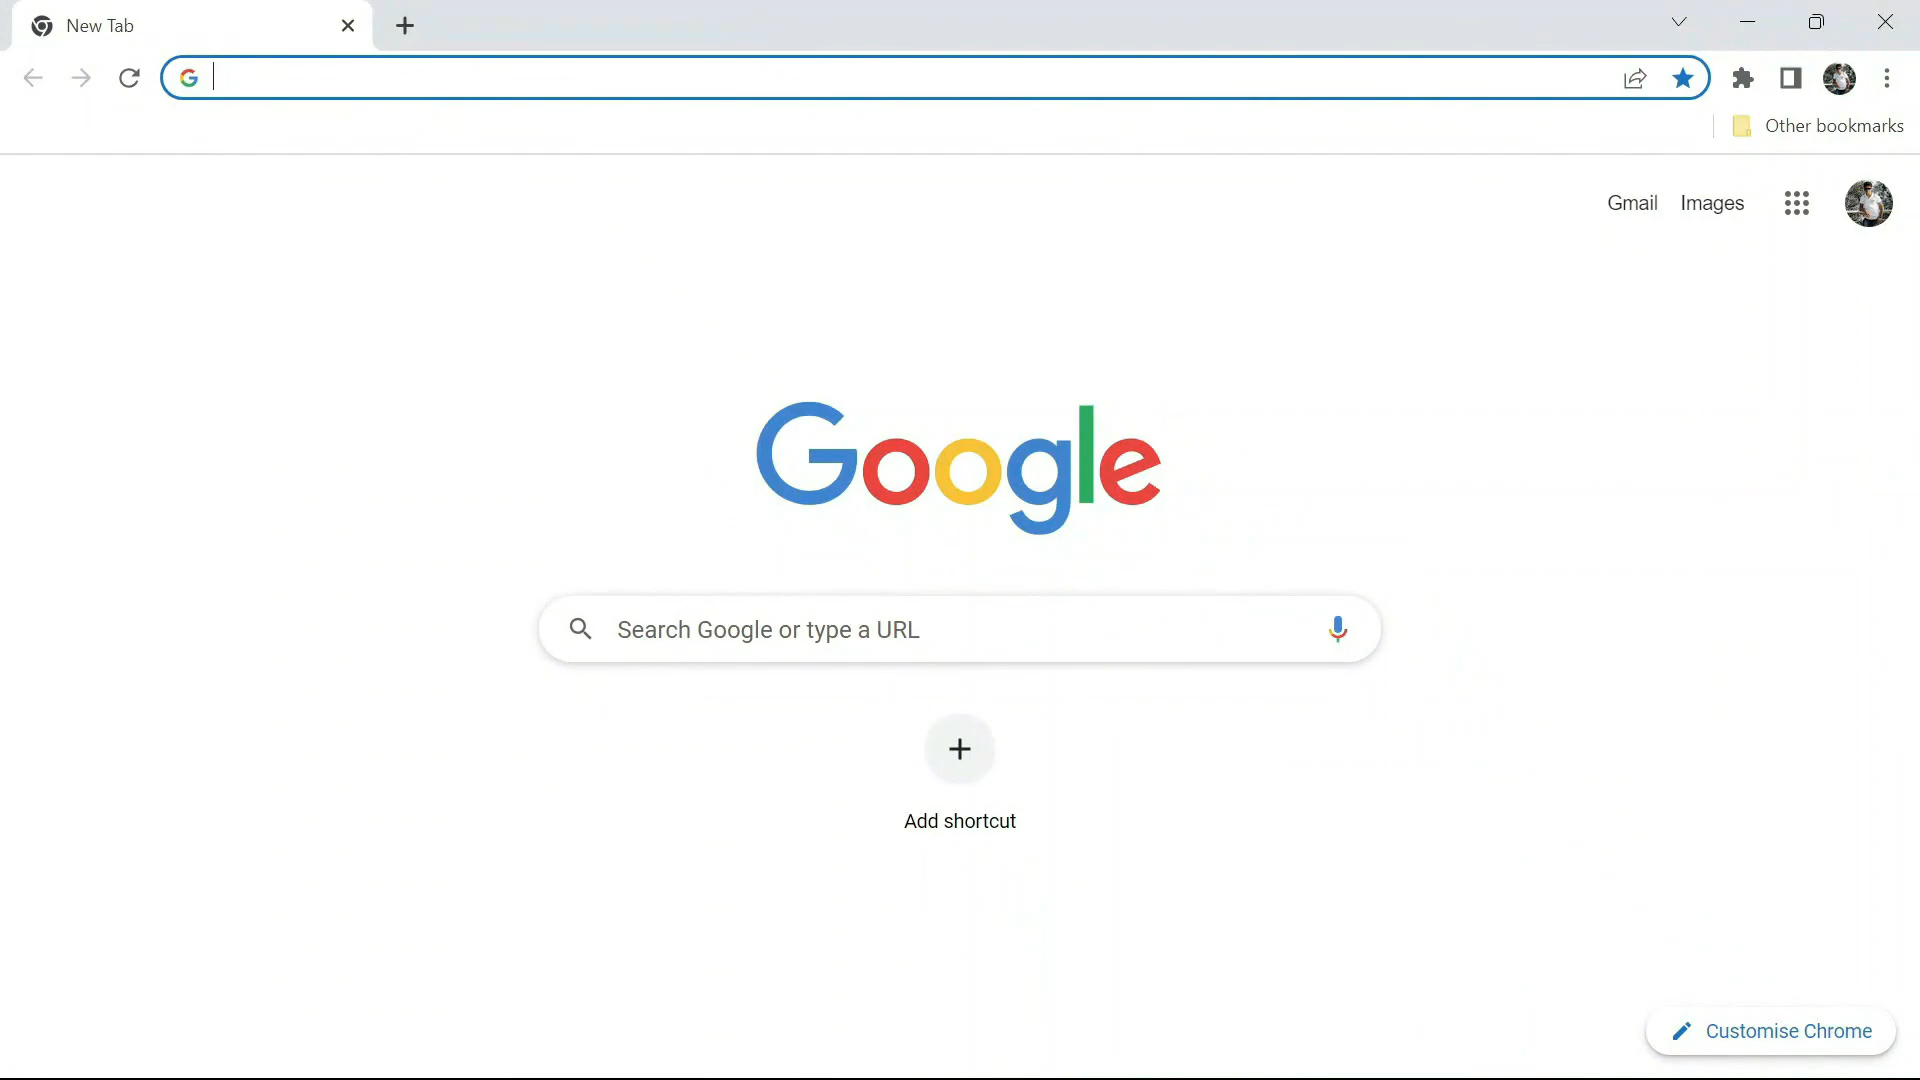 New Tab
Other bookmarks
Gmail Images
Google
Search Google or type a URL
Add shortcut
Customise Chrome